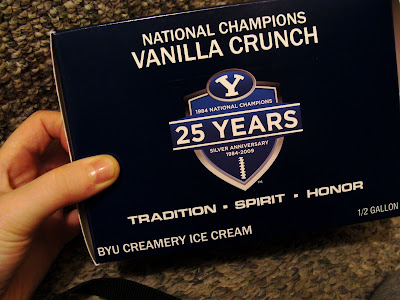 NATIONAL CHAMPIONS
VANILLA CRUNCH
Y
1984 NATIONAL CHAMPIONS
25 YEARS
SILVER ANNIVERSARY
1984-2009
TRADITION • SPIRIT • HONOR
1/2 GALLON
BYU CREAMERY ICE CREAM